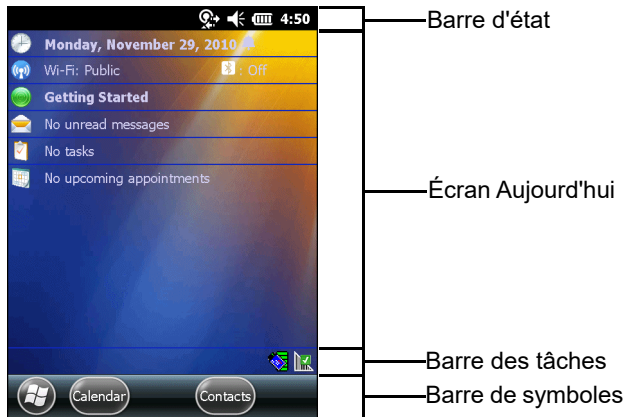 4:50
Barre d'état
Monday, November 29, 2010
Wi-Fi: Public : Off
Getting Started
No unread messages
No tasks
No upcoming appointments
Écran Aujourd'hui
Barre des tâches
Calendar Contacts
Barre de symboles